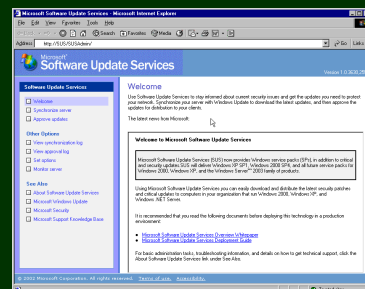 Microsoft Software Update Services - Microsoft Internet Explorer
File Edit View Favorites Tools Help
Back Search Favorites Media
Address http://SUS/SUSAdmin/ Go Links
Microsoft
Software Update Services
Software Update Services
Welcome
Synchronize server
Approve updates
Other Options
View synchronization log
View approval log
Set options
Monitor server
See Also
About Software Update Services
Microsoft Windows Update
Microsoft Security
Microsoft Support Knowledge Base
Welcome
Use Software Update Services to stay informed about current security issues and get the updates you need to protect
your network. Synchronize your server with Windows Update to download the latest updates, and then approve the
updates for distribution to your clients.
The latest news from Microsoft:
Welcome to Microsoft Software Update Services
Microsoft Software Update Services (SUS) now provides Windows service packs (SPs), in addition to critical
and security updates. SUS will deliver Windows XP SP1, Windows 2000 SP4, and all future service packs for
Windows 2000, Windows XP, and the Windows Server 2003 family of products.
Using Microsoft Software Update Services you can easily download and distribute the latest security patches
and critical updates to computers in your organization that run Windows 2000, Windows XP, and
Windows .NET Server.
It is recommended that you read the following documents before deploying this technology in a production
environment:
Microsoft Software Update Services Overview Whitepaper
Microsoft Software Update Services Deployment Guide
For basic administration tasks, troubleshooting information, and details on how to get technical support, click the
About Software Update Services link under See Also.
© 2002 Microsoft Corporation. All rights reserved. Terms of use. Accessibility.